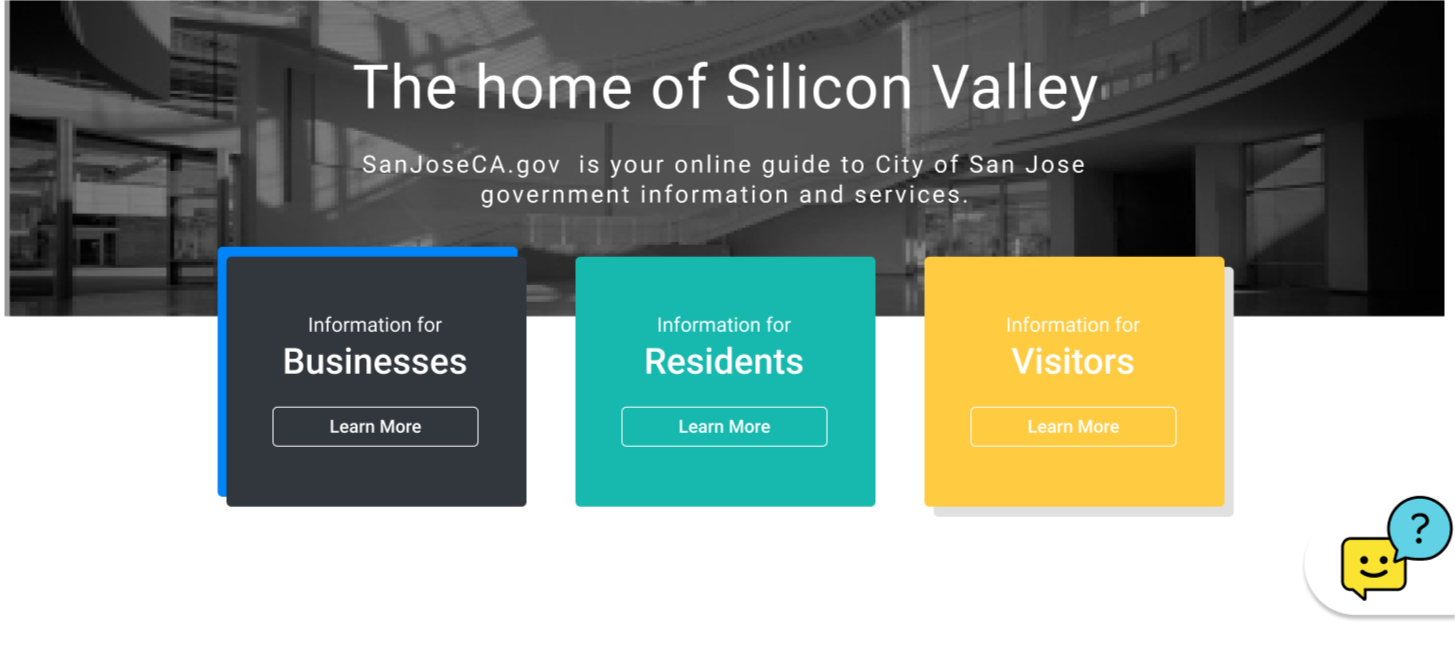 The home of Silicon Valley
SanJoseCA.gov is your online guide to City of San Jose
government information and services.
Information for
Businesses
Learn More
Information for
Residents
Learn More
Information for
Visitors
Learn More
?